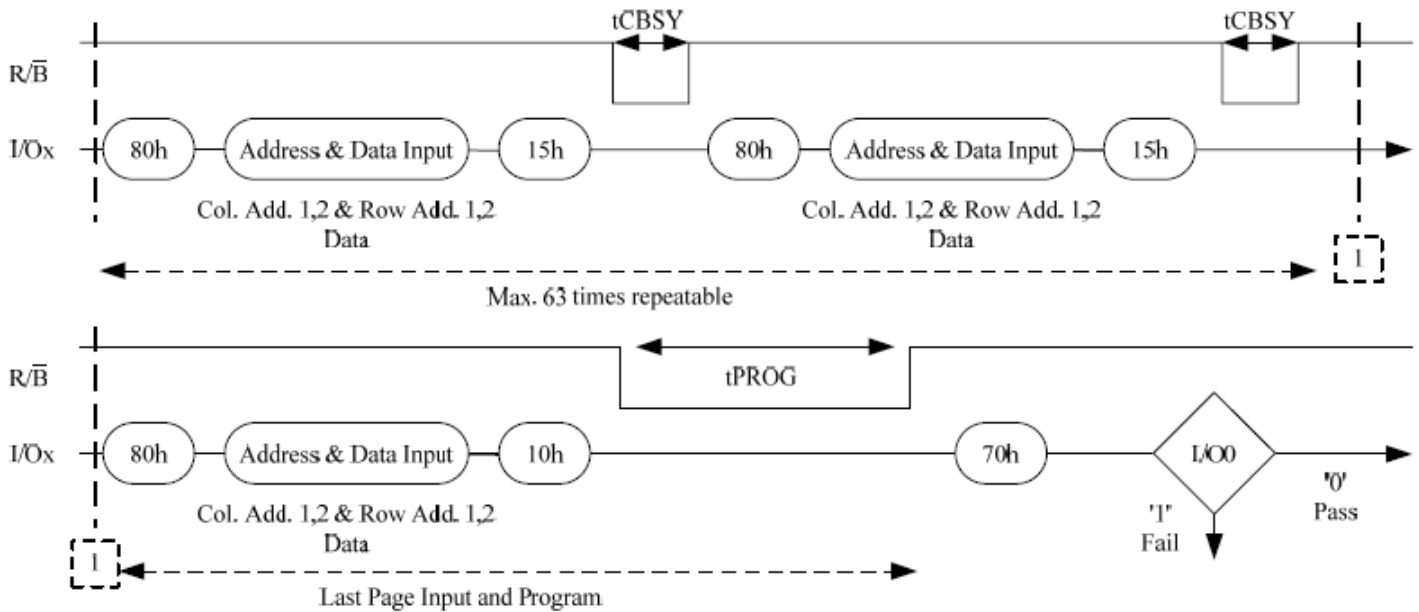 tCBSY tCBSY
R/B̅
I/Ox 80h Address & Data Input 15h 80h Address & Data Input 15h
Col. Add. 1,2 & Row Add. 1,2 Col. Add. 1,2 & Row Add. 1,2
Data Data
1
Max. 63 times repeatable
R/B̅
tPROG
I/Ox 80h Address & Data Input 10h 70h I/O0
'0'
Pass
Col. Add. 1,2 & Row Add. 1,2
Data
'1'
Fail
1
Last Page Input and Program